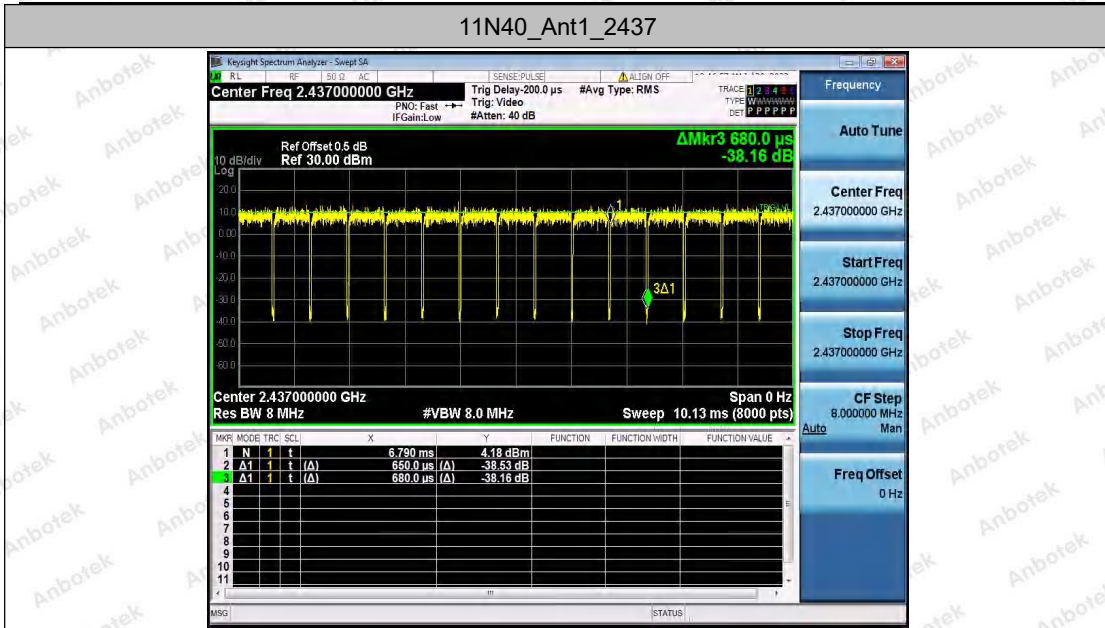 11N40_Ant1_2437
Keysight Spectrum Analyzer - Swept SA
RL RF 50 Ω AC SENSE:PULSE ALIGN OFF
Center Freq 2.437000000 GHz
PNO: Fast
IFGain:Low
Trig Delay-200.0 µs
Trig: Video
#Atten: 40 dB
#Avg Type: RMS
TRACE 1 2 3 4 5 6
TYPE WWWWWW
DET P P P P P P
Ref Offset 0.5 dB
Ref 30.00 dBm
10 dB/div
Log
ΔMkr3 680.0 µs
-38.16 dB
20.0
10.0
0.00
-10.0
-20.0
-30.0
-40.0
-50.0
-60.0
1
3Δ1
Center 2.437000000 GHz Span 0 Hz
Res BW 8 MHz #VBW 8.0 MHz Sweep 10.13 ms (8000 pts)
MKR MODE TRC SCL X Y FUNCTION FUNCTION WIDTH FUNCTION VALUE
1 N 1 t 6.790 ms 4.18 dBm
2 Δ1 1 t (Δ) 650.0 µs (Δ) -38.53 dB
3 Δ1 1 t (Δ) 680.0 µs (Δ) -38.16 dB
4
5
6
7
8
9
10
11
MSG STATUS
Frequency
Auto Tune
Center Freq
2.437000000 GHz
Start Freq
2.437000000 GHz
Stop Freq
2.437000000 GHz
CF Step
8.000000 MHz
Auto Man
Freq Offset
0 Hz
Anbotek